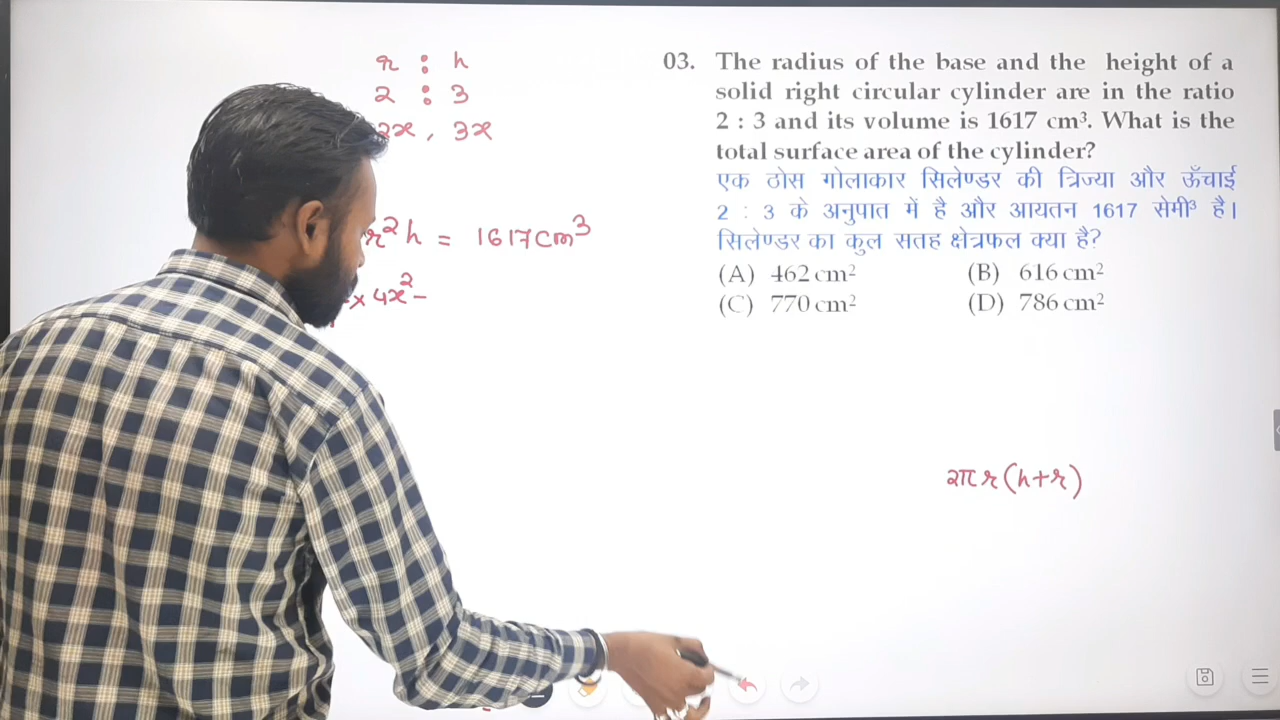 r : h
2 : 3
2x , 3x
r²h = 1617cm³
× 4x² –
03. The radius of the base and the height of a
solid right circular cylinder are in the ratio
2 : 3 and its volume is 1617 cm³. What is the
total surface area of the cylinder?
एक ठोस गोलाकार सिलेण्डर की त्रिज्या और ऊँचाई
2 : 3 के अनुपात में है और आयतन 1617 सेमी³ है।
सिलेण्डर का कुल सतह क्षेत्रफल क्या है?
(A) 462 cm² (B) 616 cm²
(C) 770 cm² (D) 786 cm²
2πr(h+r)